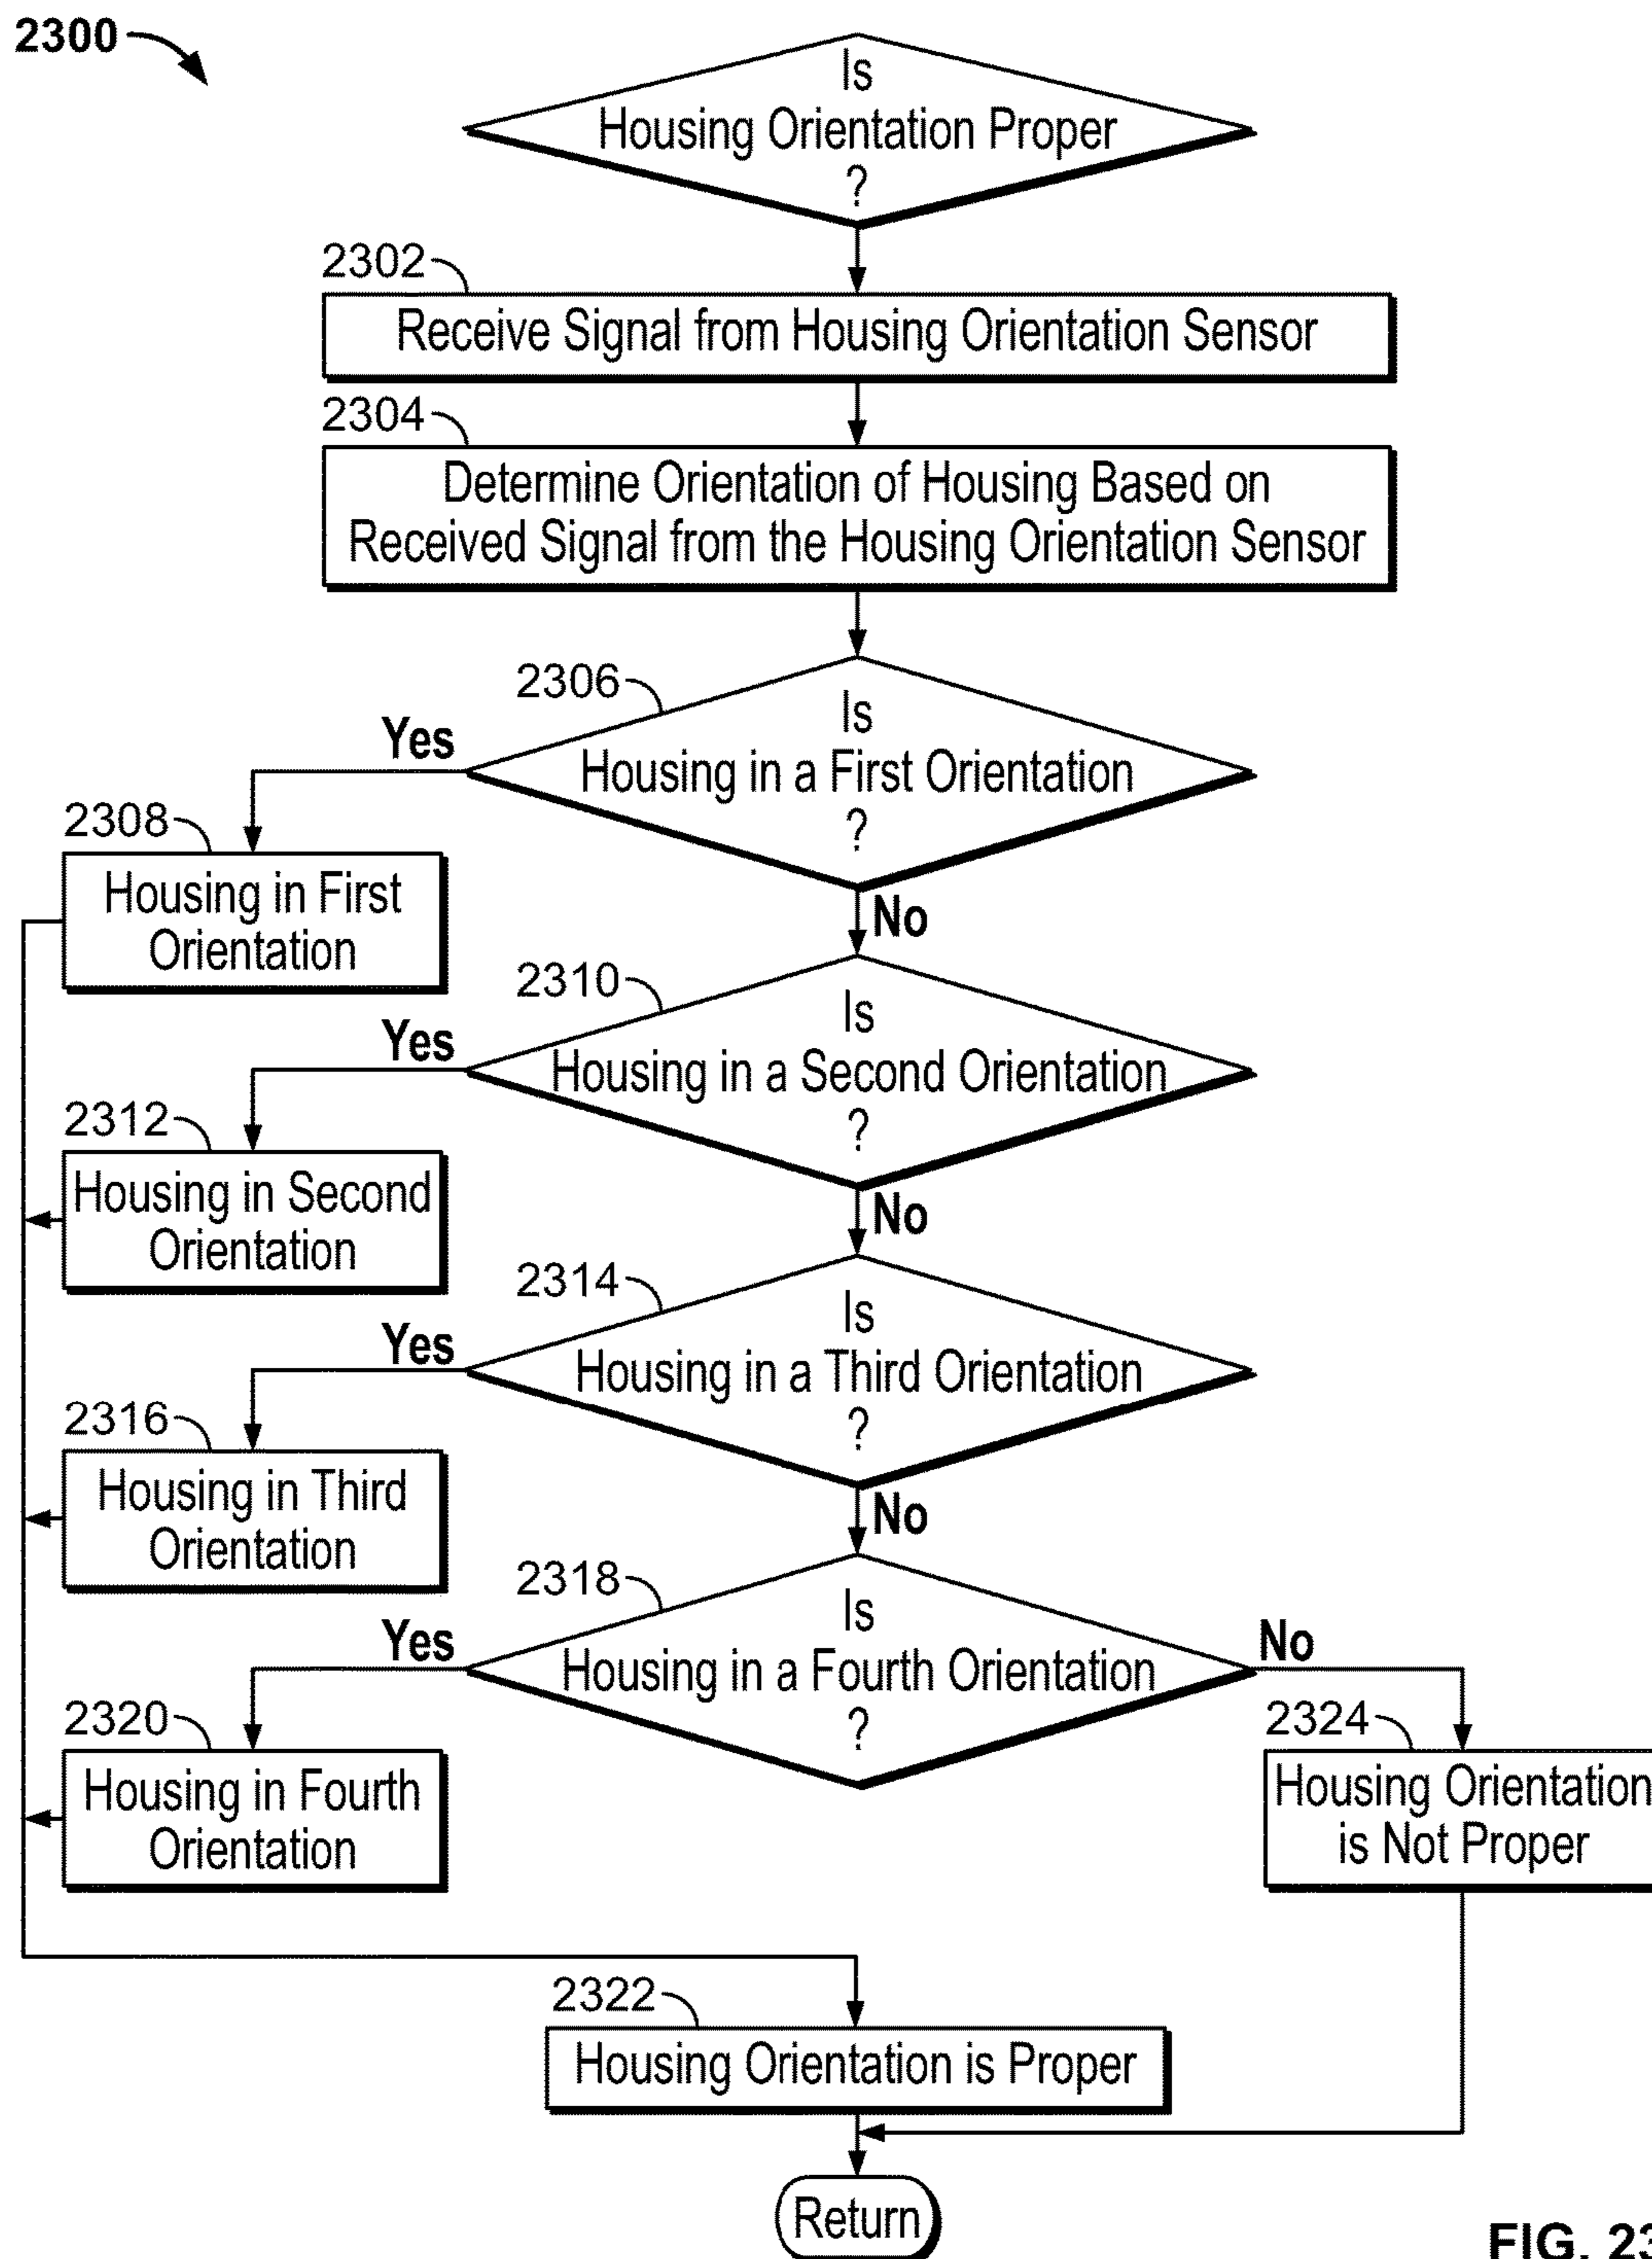 2300
Is
Housing Orientation Proper
?
2302
Receive Signal from Housing Orientation Sensor
2304
Determine Orientation of Housing Based on
Received Signal from the Housing Orientation Sensor
2306
Is
Housing in a First Orientation
?
Yes
No
2308
Housing in First
Orientation
2310
Is
Housing in a Second Orientation
?
Yes
No
2312
Housing in Second
Orientation
2314
Is
Housing in a Third Orientation
?
Yes
No
2316
Housing in Third
Orientation
2318
Is
Housing in a Fourth Orientation
?
Yes
No
2320
Housing in Fourth
Orientation
2324
Housing Orientation
is Not Proper
2322
Housing Orientation is Proper
Return
FIG. 23